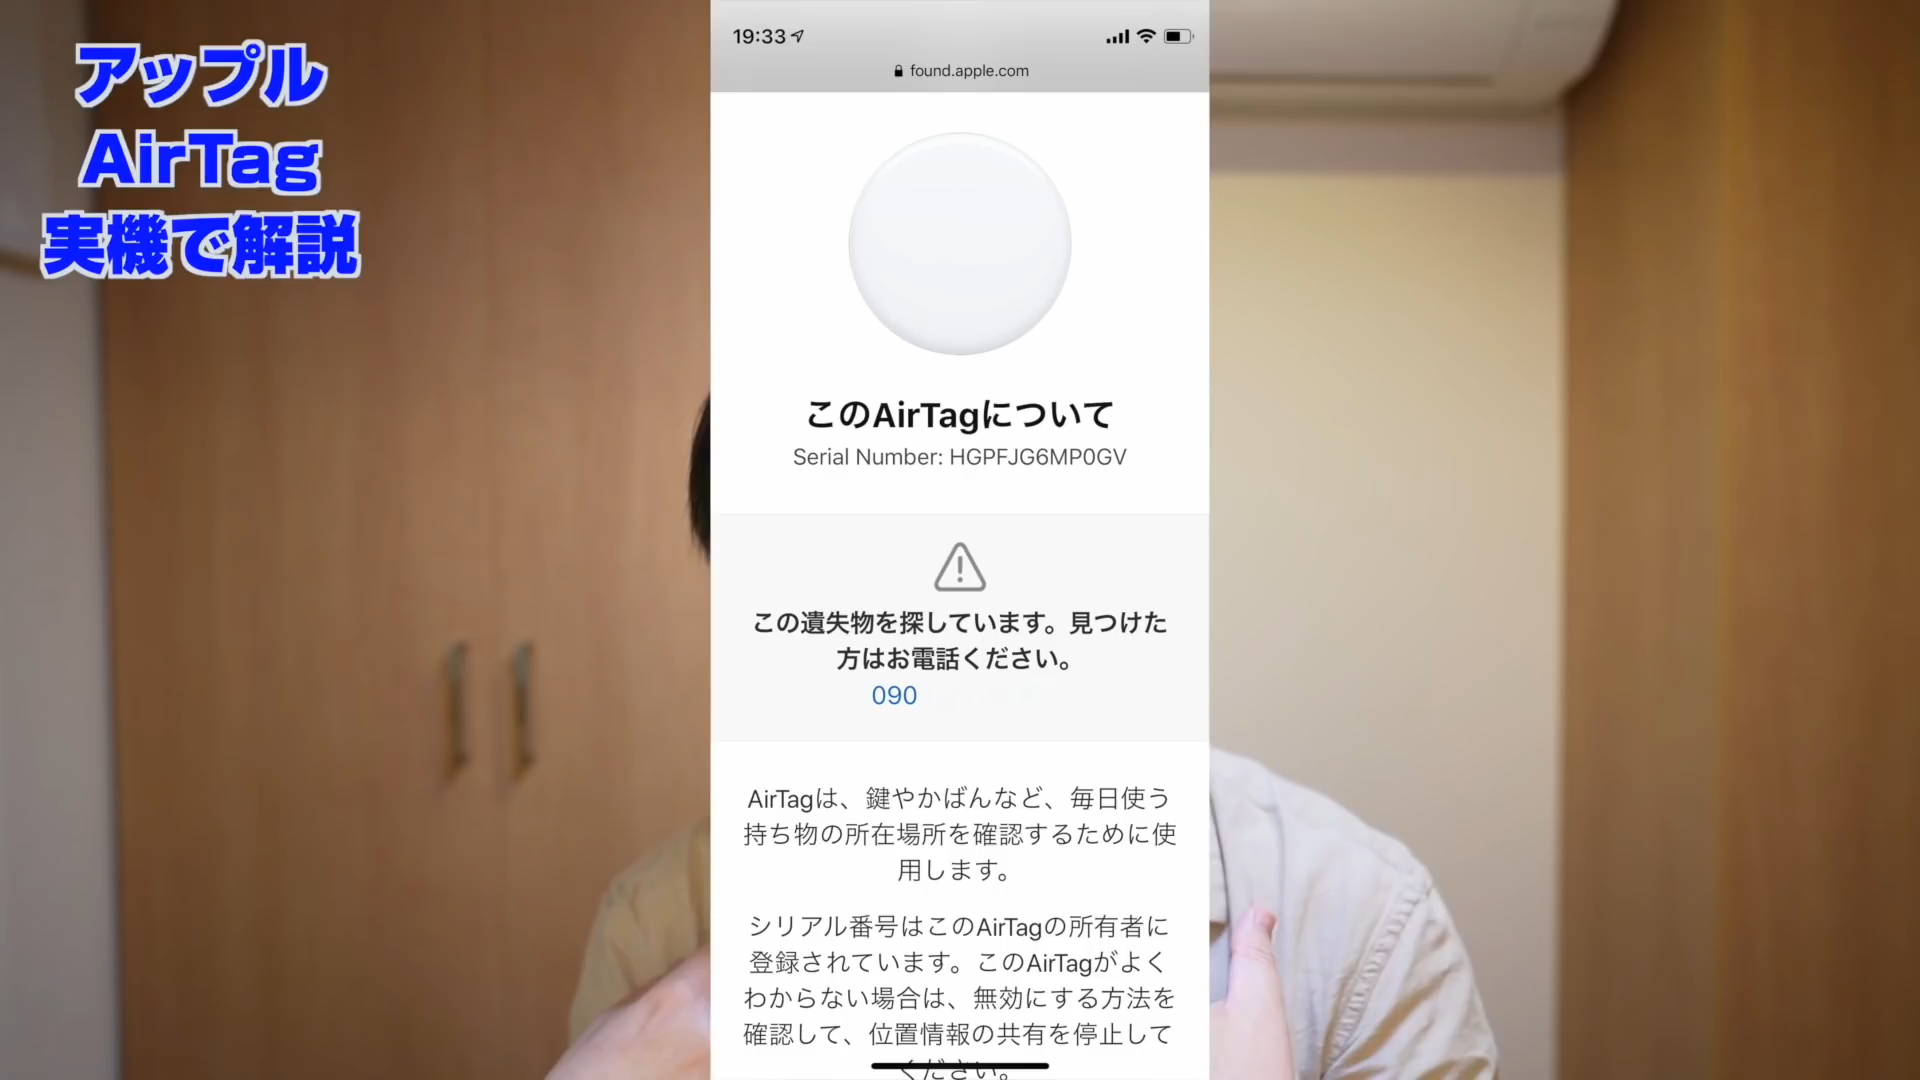 アップル
AirTag
実機で解説
19:33
found.apple.com
このAirTagについて
Serial Number: HGPFJG6MP0GV
この遺失物を探しています。見つけた
方はお電話ください。
090
AirTagは、鍵やかばんなど、毎日使う
持ち物の所在場所を確認するために使
用します。
シリアル番号はこのAirTagの所有者に
登録されています。このAirTagがよく
わからない場合は、無効にする方法を
確認して、位置情報の共有を停止して
ください。